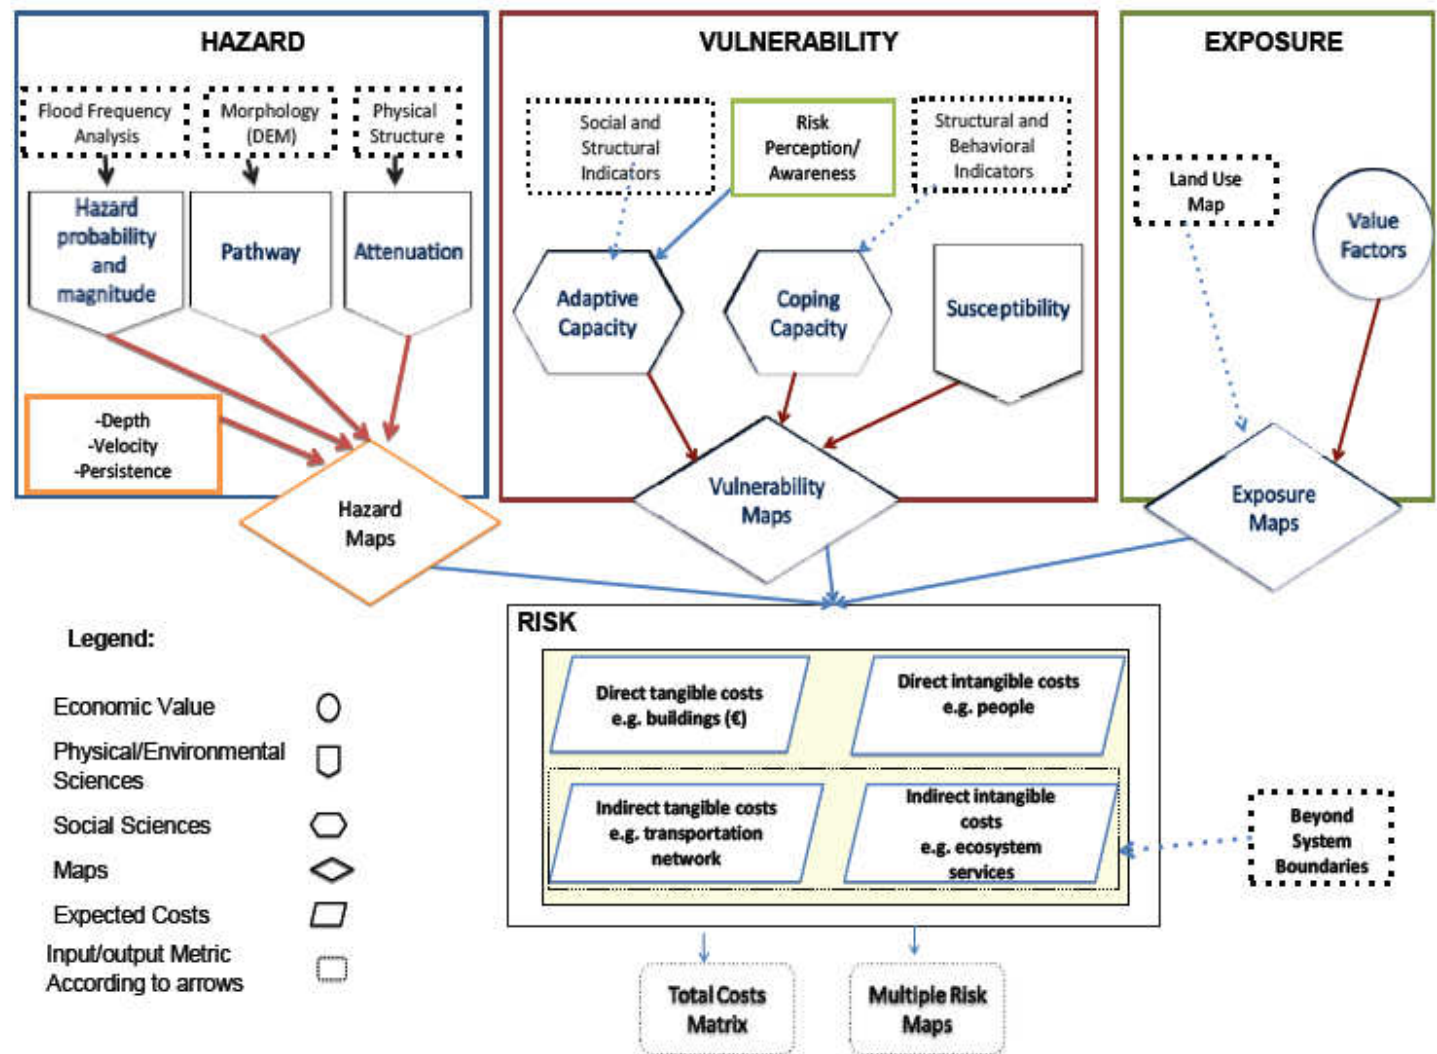 HAZARD
Flood Frequency
Analysis
Morphology
(DEM)
Physical
Structure
Hazard
probability
and
magnitude
Pathway
Attenuation
-Depth
-Velocity
-Persistence
Hazard
Maps
VULNERABILITY
Social and
Structural
Indicators
Risk
Perception/
Awareness
Structural and
Behavioral
Indicators
Adaptive
Capacity
Coping
Capacity
Susceptibility
Vulnerability
Maps
EXPOSURE
Land Use
Map
Value
Factors
Exposure
Maps
RISK
Direct tangible costs
e.g. buildings (€)
Direct intangible costs
e.g. people
Indirect tangible costs
e.g. transportation
network
Indirect intangible
costs
e.g. ecosystem
services
Beyond
System
Boundaries
Total Costs
Matrix
Multiple Risk
Maps
Legend:
Economic Value
Physical/Environmental
Sciences
Social Sciences
Maps
Expected Costs
Input/output Metric
According to arrows